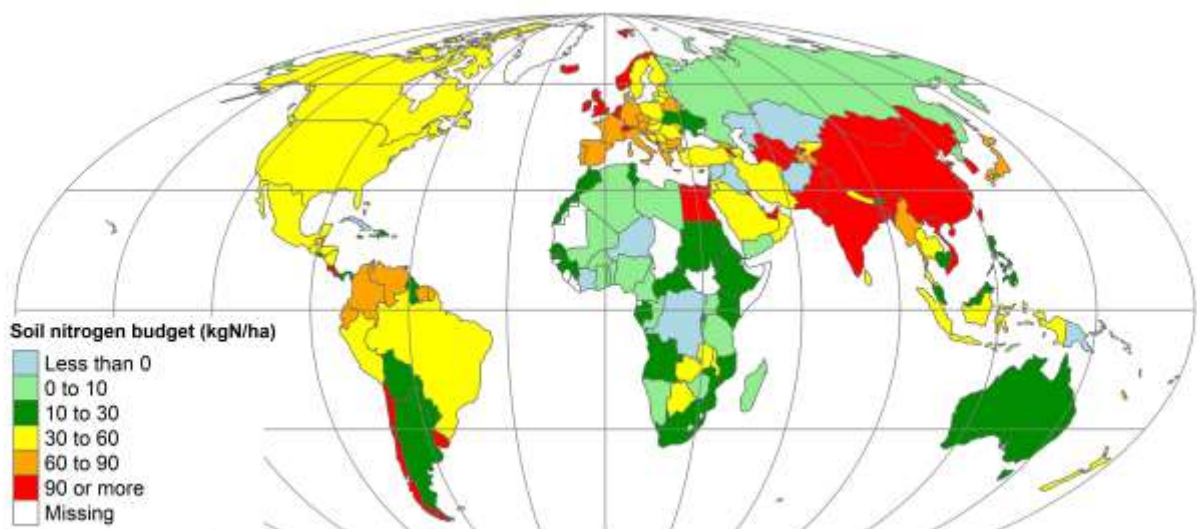 Soil nitrogen budget (kgN/ha)
Less than 0
0 to 10
10 to 30
30 to 60
60 to 90
90 or more
Missing